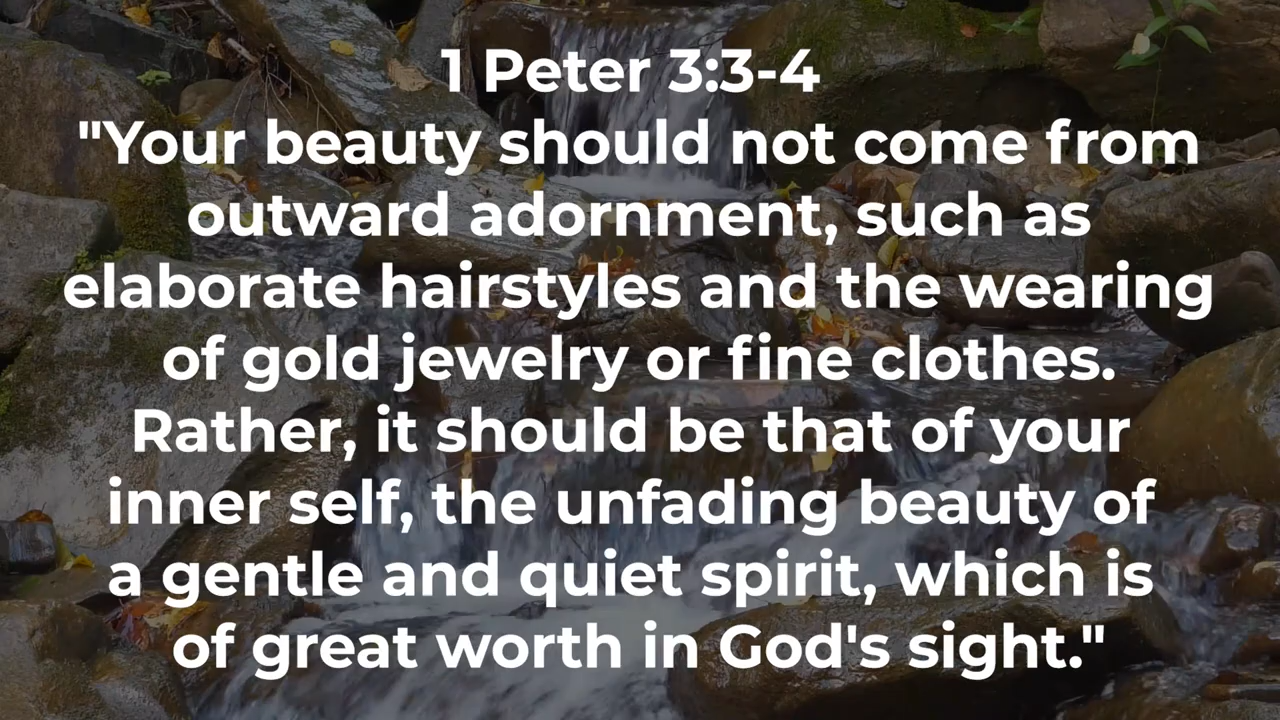 1 Peter 3:3-4
"Your beauty should not come from
outward adornment, such as
elaborate hairstyles and the wearing
of gold jewelry or fine clothes.
Rather, it should be that of your
inner self, the unfading beauty of
a gentle and quiet spirit, which is
of great worth in God's sight."